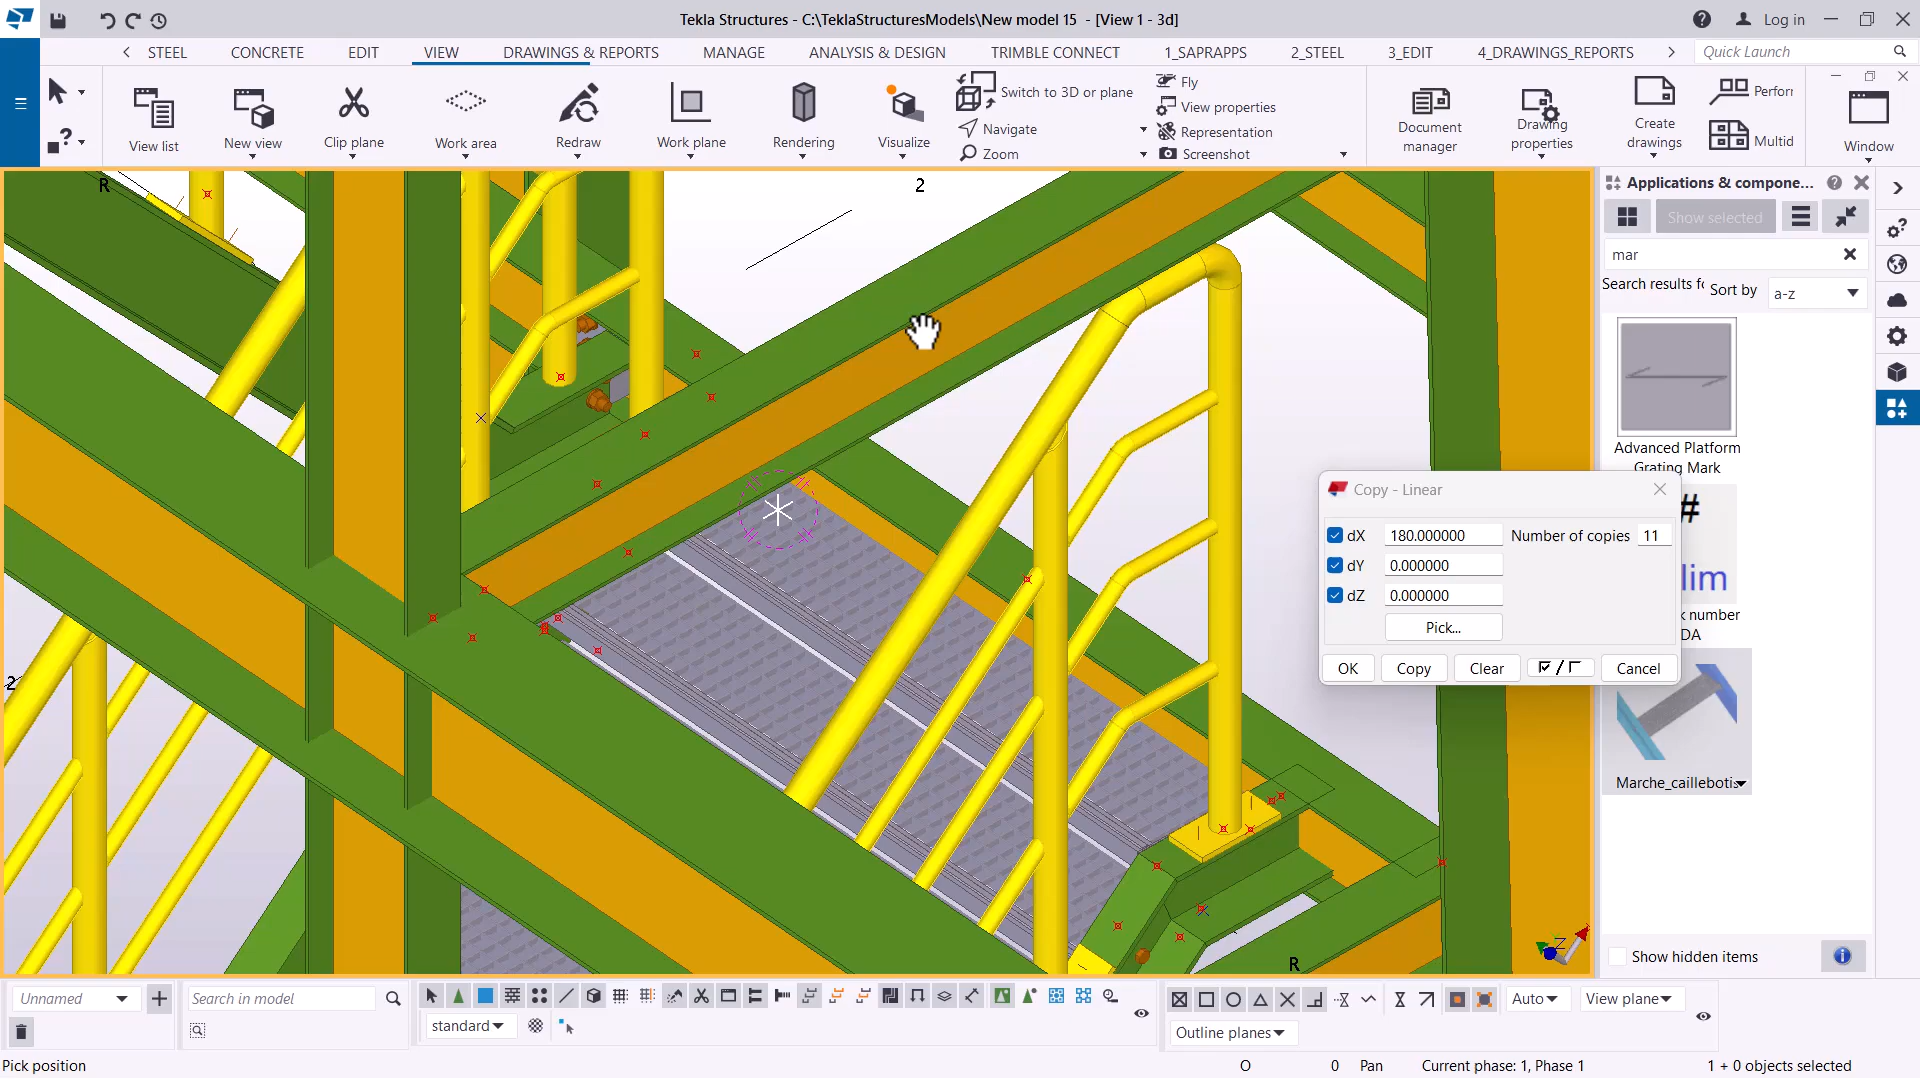 Tekla Structures - C:\TeklaStructuresModels\New model 15  - [View 1 - 3d]
Log in
STEEL
CONCRETE
EDIT
VIEW
DRAWINGS & REPORTS
MANAGE
ANALYSIS & DESIGN
TRIMBLE CONNECT
1_SAPRAPPS
2_STEEL
3_EDIT
4_DRAWINGS_REPORTS
Quick Launch
View list
New view
Clip plane
Work area
Redraw
Work plane
Rendering
Visualize
Switch to 3D or plane
Navigate
Zoom
Fly
View properties
Representation
Screenshot
Document
manager
Drawing
properties
Create
drawings
Perforr
Multid
Window
R
2
2
R
Z
Applications & compone...
Show selected
mar
Search results fo
Sort by
a-z
Advanced Platform
Grating Mark
#
lim
k number
DA
Marche_caillebotis
Show hidden items
Copy - Linear
dX
180.000000
Number of copies
11
dY
0.000000
dZ
0.000000
Pick...
OK
Copy
Clear
Cancel
Unnamed
Search in model
standard
Auto
View plane
Outline planes
Pick position
O
0
Pan
Current phase: 1, Phase 1
1 + 0 objects selected